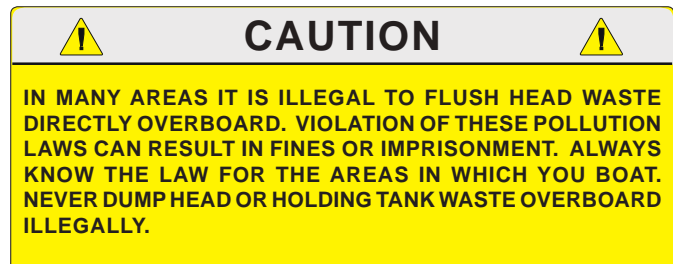 CAUTION
IN MANY AREAS IT IS ILLEGAL TO FLUSH HEAD WASTE
DIRECTLY OVERBOARD. VIOLATION OF THESE POLLUTION
LAWS CAN RESULT IN FINES OR IMPRISONMENT. ALWAYS
KNOW THE LAW FOR THE AREAS IN WHICH YOU BOAT.
NEVER DUMP HEAD OR HOLDING TANK WASTE OVERBOARD
ILLEGALLY.